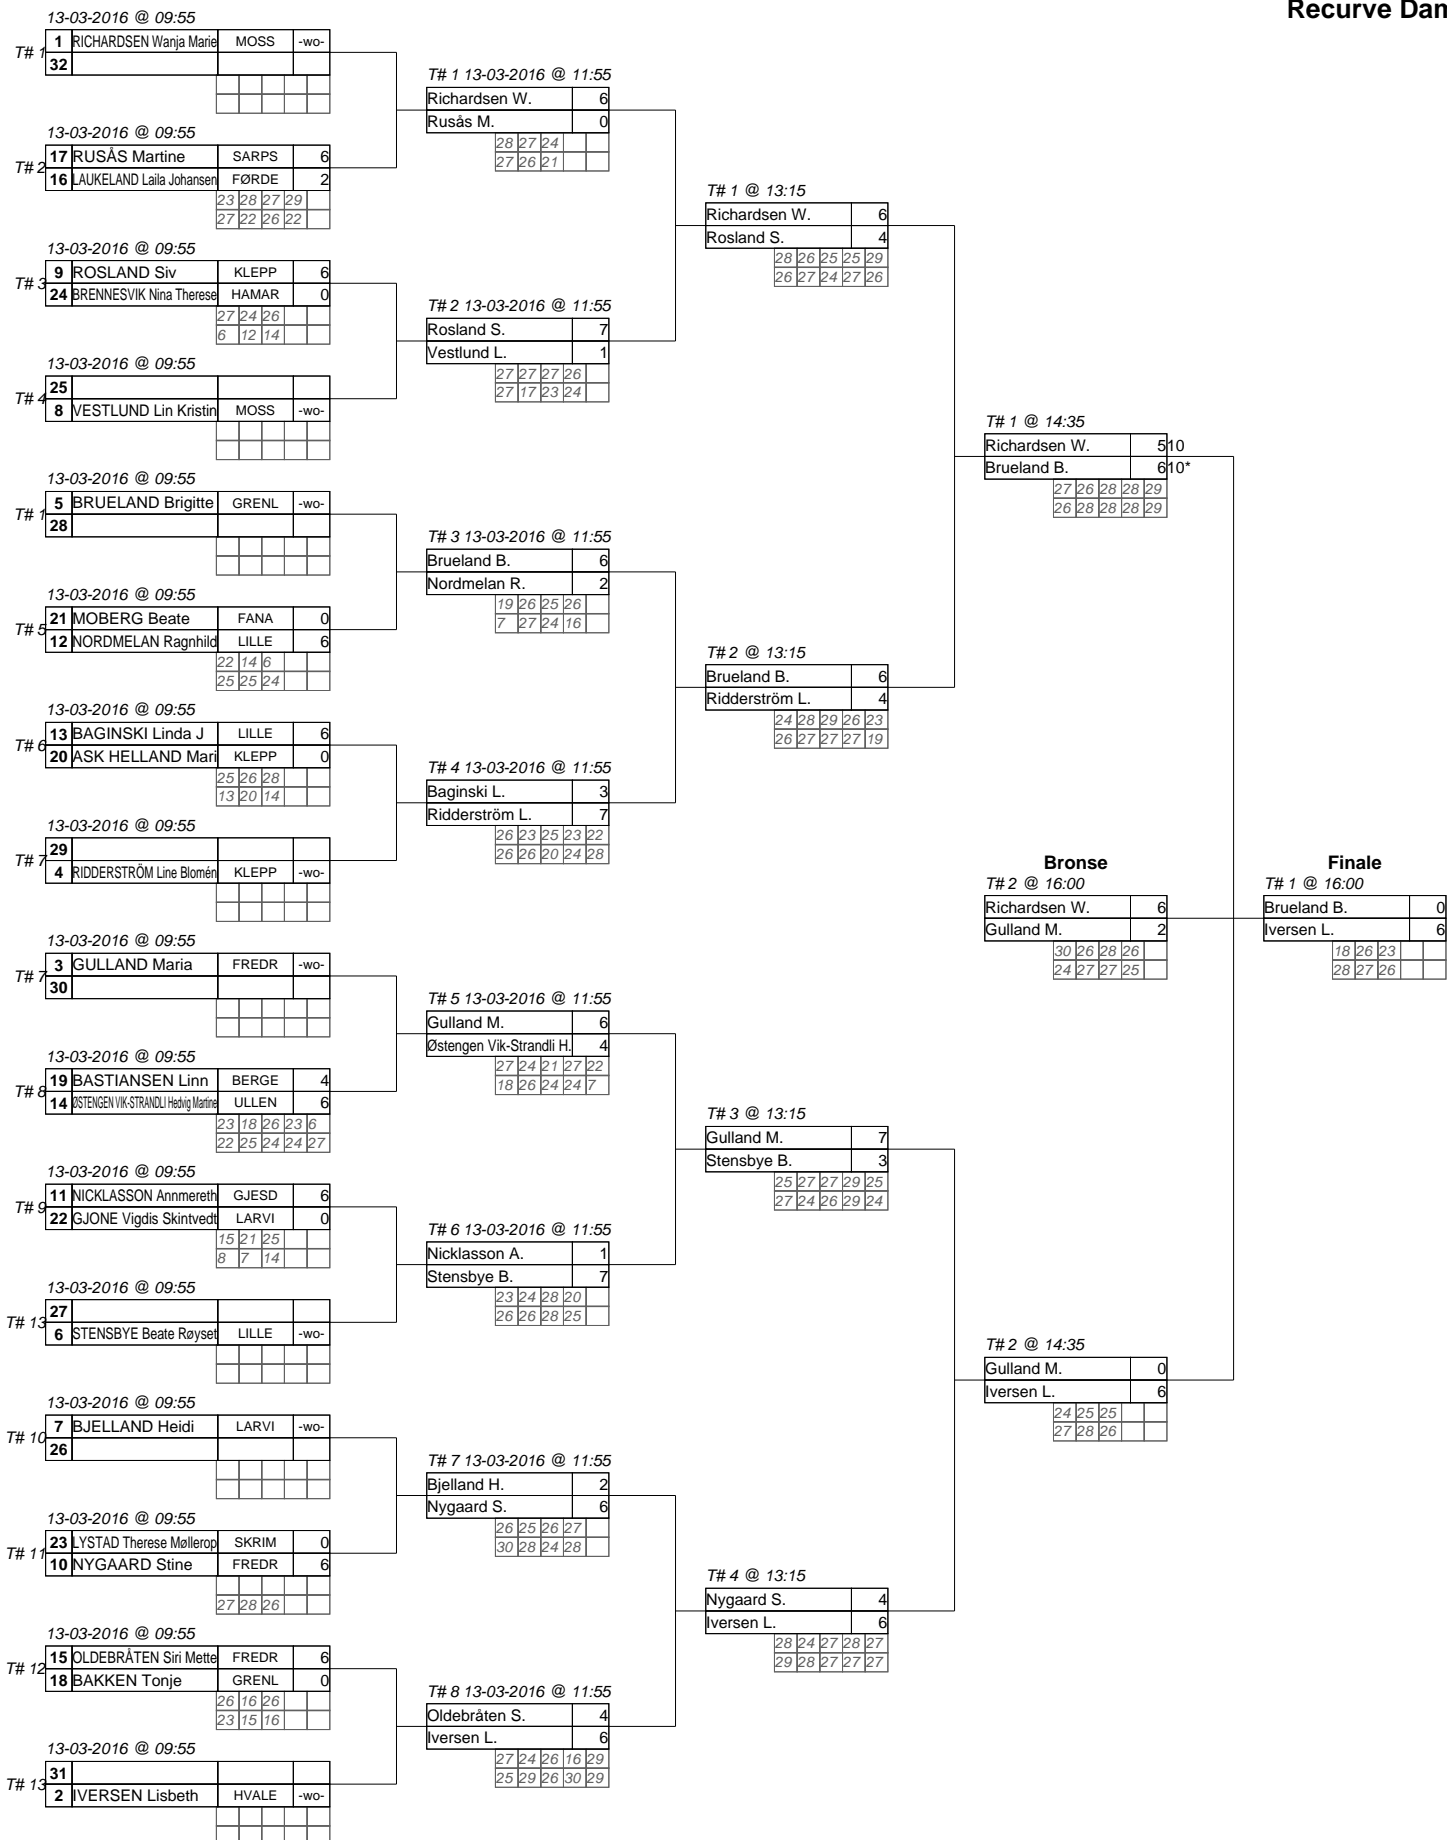 Recurve Dam
13-03-2016 @ 09:55
T# 1
1 RICHARDSEN Wanja Marie MOSS -wo-
32
13-03-2016 @ 09:55
T# 2
17 RUSÅS Martine SARPS 6
16 LAUKELAND Laila Johansen FØRDE 2
23 28 27 29
27 22 26 22
13-03-2016 @ 09:55
T# 3
9 ROSLAND Siv KLEPP 6
24 BRENNESVIK Nina Therese HAMAR 0
27 24 26
6 12 14
13-03-2016 @ 09:55
T# 4
25
8 VESTLUND Lin Kristin MOSS -wo-
13-03-2016 @ 09:55
T# 1
5 BRUELAND Brigitte GRENL -wo-
28
13-03-2016 @ 09:55
T# 5
21 MOBERG Beate FANA 0
12 NORDMELAN Ragnhild LILLE 6
22 14 6
25 25 24
13-03-2016 @ 09:55
T# 6
13 BAGINSKI Linda J LILLE 6
20 ASK HELLAND Mari KLEPP 0
25 26 28
13 20 14
13-03-2016 @ 09:55
T# 7
29
4 RIDDERSTRÖM Line Blomén KLEPP -wo-
13-03-2016 @ 09:55
T# 7
3 GULLAND Maria FREDR -wo-
30
13-03-2016 @ 09:55
T# 8
19 BASTIANSEN Linn BERGE 4
14 ØSTENGEN VIK-STRANDLI Hedvig Martine ULLEN 6
23 18 26 23 6
22 25 24 24 27
13-03-2016 @ 09:55
T# 9
11 NICKLASSON Annmereth GJESD 6
22 GJONE Vigdis Skintvedt LARVI 0
15 21 25
8 7 14
13-03-2016 @ 09:55
T# 13
27
6 STENSBYE Beate Røyset LILLE -wo-
13-03-2016 @ 09:55
T# 10
7 BJELLAND Heidi LARVI -wo-
26
13-03-2016 @ 09:55
T# 11
23 LYSTAD Therese Møllerop SKRIM 0
10 NYGAARD Stine FREDR 6
27 28 26
13-03-2016 @ 09:55
T# 12
15 OLDEBRÅTEN Siri Mette FREDR 6
18 BAKKEN Tonje GRENL 0
26 16 26
23 15 16
13-03-2016 @ 09:55
T# 13
31
2 IVERSEN Lisbeth HVALE -wo-
T# 1 13-03-2016 @ 11:55
Richardsen W. 6
Rusås M. 0
28 27 24
27 26 21
T# 2 13-03-2016 @ 11:55
Rosland S. 7
Vestlund L. 1
27 27 27 26
27 17 23 24
T# 3 13-03-2016 @ 11:55
Brueland B. 6
Nordmelan R. 2
19 26 25 26
7 27 24 16
T# 4 13-03-2016 @ 11:55
Baginski L. 3
Ridderström L. 7
26 23 25 23 22
26 26 20 24 28
T# 5 13-03-2016 @ 11:55
Gulland M. 6
Østengen Vik-Strandli H. 4
27 24 21 27 22
18 26 24 24 7
T# 6 13-03-2016 @ 11:55
Nicklasson A. 1
Stensbye B. 7
23 24 28 20
26 26 28 25
T# 7 13-03-2016 @ 11:55
Bjelland H. 2
Nygaard S. 6
26 25 26 27
30 28 24 28
T# 8 13-03-2016 @ 11:55
Oldebråten S. 4
Iversen L. 6
27 24 26 16 29
25 29 26 30 29
T# 1 @ 13:15
Richardsen W. 6
Rosland S. 4
28 26 25 25 29
26 27 24 27 26
T# 2 @ 13:15
Brueland B. 6
Ridderström L. 4
24 28 29 26 23
26 27 27 27 19
T# 3 @ 13:15
Gulland M. 7
Stensbye B. 3
25 27 27 29 25
27 24 26 29 24
T# 4 @ 13:15
Nygaard S. 4
Iversen L. 6
28 24 27 28 27
29 28 27 27 27
T# 1 @ 14:35
Richardsen W. 5 10
Brueland B. 6 10*
27 26 28 28 29
26 28 28 28 29
T# 2 @ 14:35
Gulland M. 0
Iversen L. 6
24 25 25
27 28 26
Bronse
T# 2 @ 16:00
Richardsen W. 6
Gulland M. 2
30 26 28 26
24 27 27 25
Finale
T# 1 @ 16:00
Brueland B. 0
Iversen L. 6
18 26 23
28 27 26